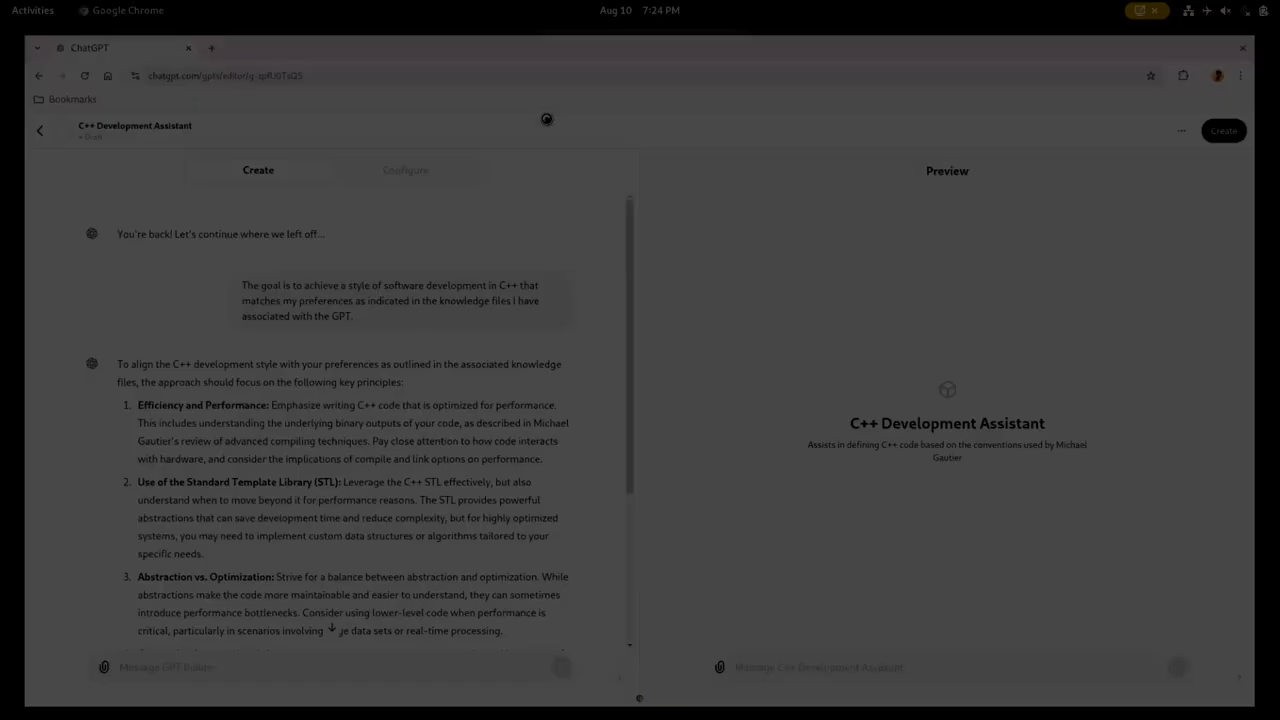 Activities
Google Chrome
Aug 10 7:24 PM
ChatGPT
Bookmarks
C++ Development Assistant
Draft
Create
Create
Configure
Preview
You're back! Let's continue where we left off...
The goal is to achieve a style of software development in C++ that
matches my preferences as indicated in the knowledge files I have
associated with the GPT.
To align the C++ development style with your preferences as outlined in the associated knowledge
files, the approach should focus on the following key principles:
1. Efficiency and Performance: Emphasize writing C++ code that is optimized for performance.
This includes understanding the underlying binary outputs of your code, as described in Michael
Gautier's review of advanced compiling techniques. Pay close attention to how code interacts
with hardware, and consider the implications of compile and link options on performance.
2. Use of the Standard Template Library (STL): Leverage the C++ STL effectively, but also
understand when to move beyond it for performance reasons. The STL provides powerful
abstractions that can save development time and reduce complexity, but for highly optimized
systems, you may need to implement custom data structures or algorithms tailored to your
specific needs.
3. Abstraction vs. Optimization: Strive for a balance between abstraction and optimization. While
abstractions make the code more maintainable and easier to understand, they can sometimes
introduce performance bottlenecks. Consider using lower-level code when performance is
critical, particularly in scenarios involving data sets or real-time processing.
Message GPT Builder
C++ Development Assistant
Assists in defining C++ code based on the conventions used by Michael
Gautier
Message C++ Development Assistant